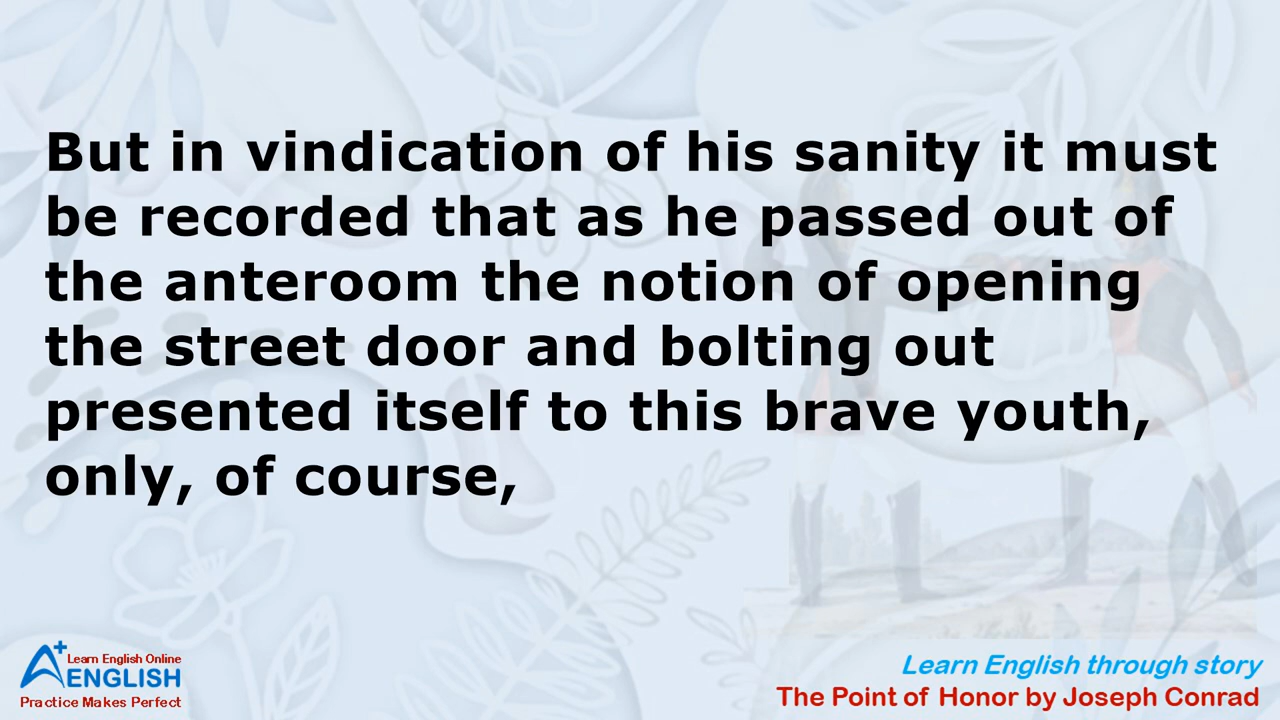 But in vindication of his sanity it must
be recorded that as he passed out of
the anteroom the notion of opening
the street door and bolting out
presented itself to this brave youth,
only, of course,
A+ Learn English Online
ENGLISH
Practice Makes Perfect
Learn English through story
The Point of Honor by Joseph Conrad